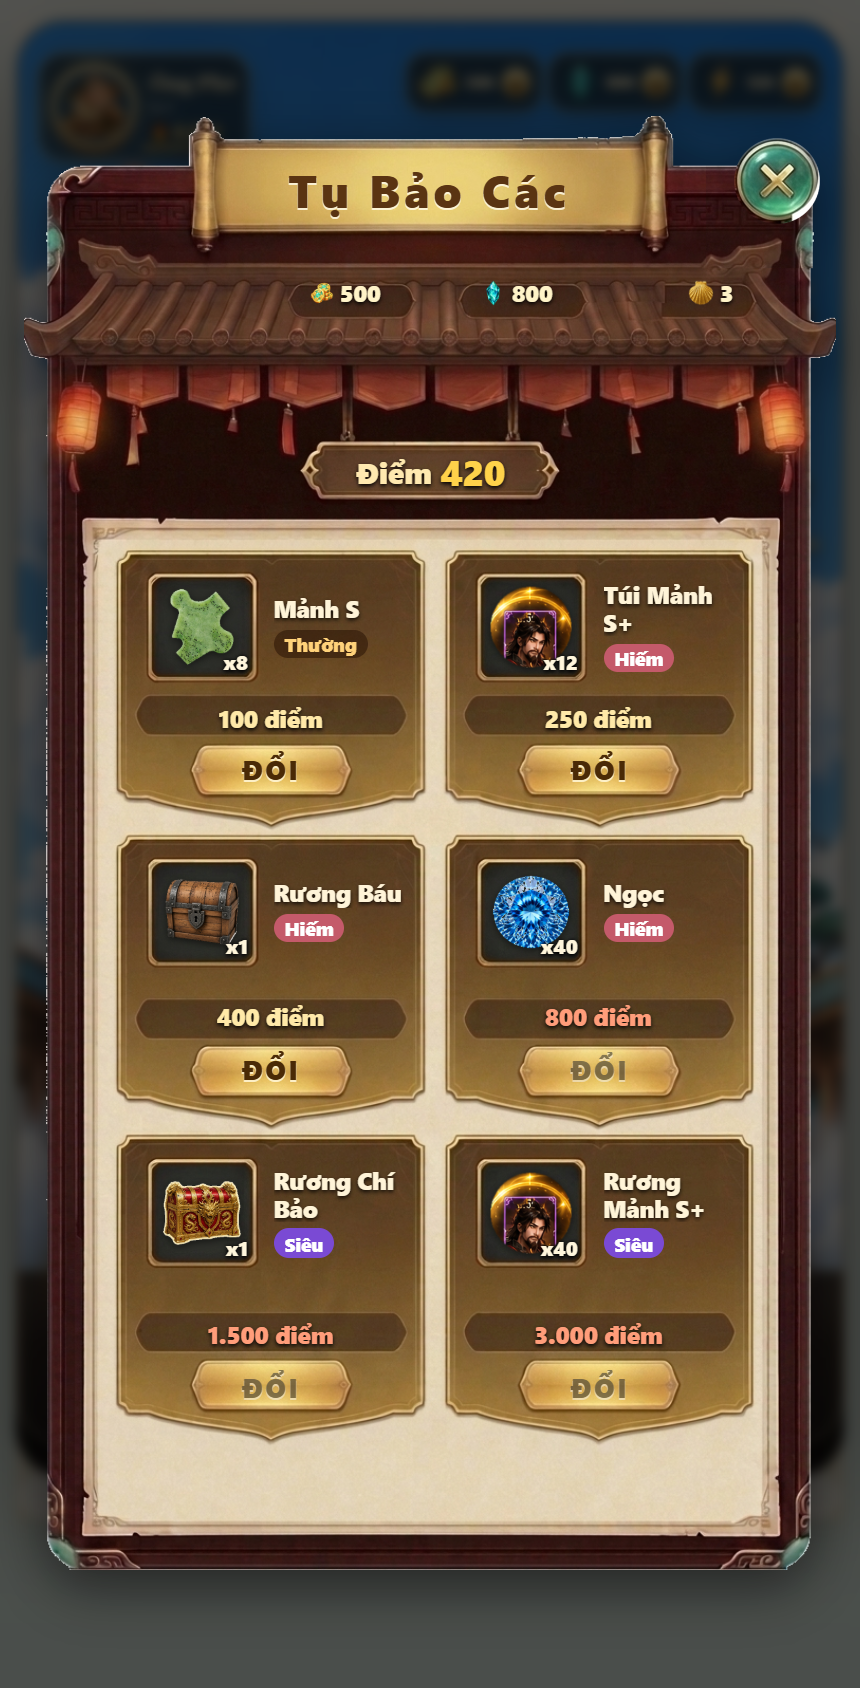 Tụ Bảo Các
500
800
3
Điểm 420
Mảnh S
Thường
x8
100 điểm
ĐỔI
Túi Mảnh
S+
Hiếm
x12
250 điểm
ĐỔI
Rương Báu
Hiếm
x1
400 điểm
ĐỔI
Ngọc
Hiếm
x40
800 điểm
ĐỔI
Rương Chí
Bảo
Siêu
x1
1.500 điểm
ĐỔI
Rương
Mảnh S+
Siêu
x40
3.000 điểm
ĐỔI